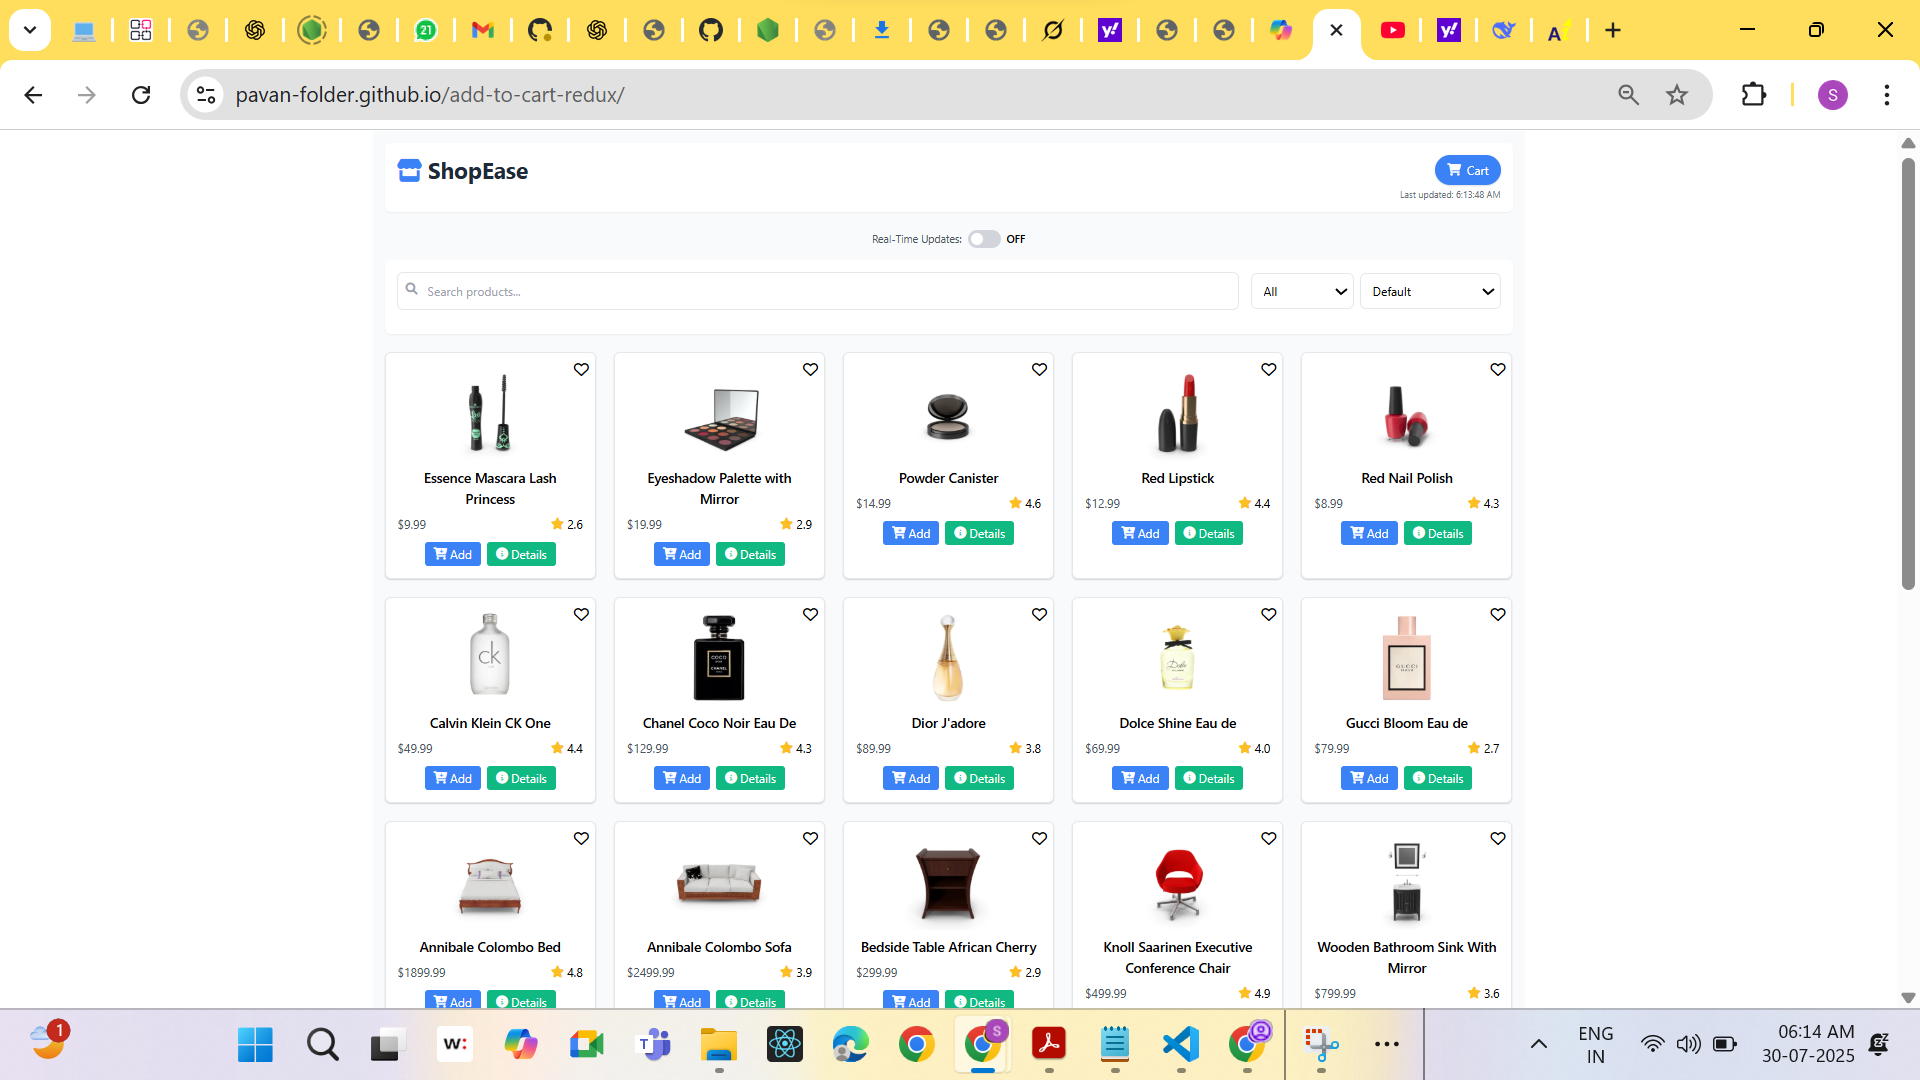 21
pavan-folder.github.io/add-to-cart-redux/
S
ShopEase
Cart
Last updated: 6:13:48 AM
Real-Time Updates: OFF
Search products...
All
Default
Essence Mascara Lash
Princess
$9.99
2.6
Add
Details
Eyeshadow Palette with
Mirror
$19.99
2.9
Add
Details
Powder Canister
$14.99
4.6
Add
Details
Red Lipstick
$12.99
4.4
Add
Details
Red Nail Polish
$8.99
4.3
Add
Details
ck
Calvin Klein CK One
$49.99
4.4
Add
Details
COCO
CHANEL
Chanel Coco Noir Eau De
$129.99
4.3
Add
Details
Dior J'adore
$89.99
3.8
Add
Details
Dolce
Dolce Shine Eau de
$69.99
4.0
Add
Details
GUCCI
Gucci Bloom Eau de
$79.99
2.7
Add
Details
Annibale Colombo Bed
$1899.99
4.8
Add
Details
Annibale Colombo Sofa
$2499.99
3.9
Add
Details
Bedside Table African Cherry
$299.99
2.9
Add
Details
Knoll Saarinen Executive
Conference Chair
$499.99
4.9
Wooden Bathroom Sink With
Mirror
$799.99
3.6
1
w:
S
ENG
IN
06:14 AM
30-07-2025